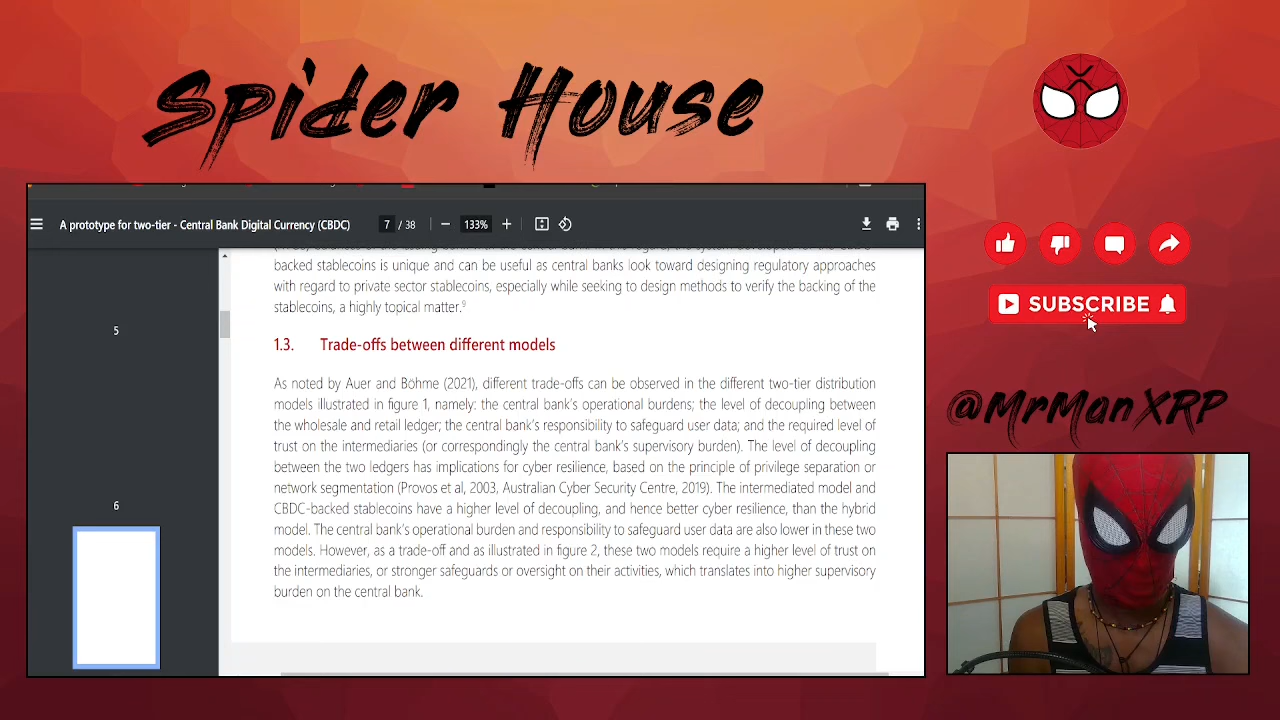 Spider House
A prototype for two-tier - Central Bank Digital Currency (CBDC)
7 / 38
133%
backed stablecoins is unique and can be useful as central banks look toward designing regulatory approaches
with regard to private sector stablecoins, especially while seeking to design methods to verify the backing of the
stablecoins, a highly topical matter.⁹
1.3. Trade-offs between different models
As noted by Auer and Böhme (2021), different trade-offs can be observed in the different two-tier distribution
models illustrated in figure 1, namely: the central bank's operational burdens; the level of decoupling between
the wholesale and retail ledger; the central bank's responsibility to safeguard user data; and the required level of
trust on the intermediaries (or correspondingly the central bank's supervisory burden). The level of decoupling
between the two ledgers has implications for cyber resilience, based on the principle of privilege separation or
network segmentation (Provos et al, 2003, Australian Cyber Security Centre, 2019). The intermediated model and
CBDC-backed stablecoins have a higher level of decoupling, and hence better cyber resilience, than the hybrid
model. The central bank's operational burden and responsibility to safeguard user data are also lower in these two
models. However, as a trade-off and as illustrated in figure 2, these two models require a higher level of trust on
the intermediaries, or stronger safeguards or oversight on their activities, which translates into higher supervisory
burden on the central bank.
5
6
SUBSCRIBE
@MrManXRP